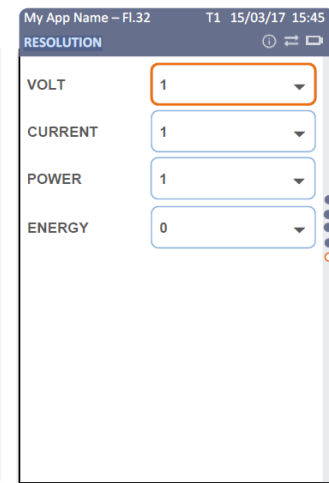 My App Name – Fl.32 T1 15/03/17 15:45
RESOLUTION
VOLT 1
CURRENT 1
POWER 1
ENERGY 0